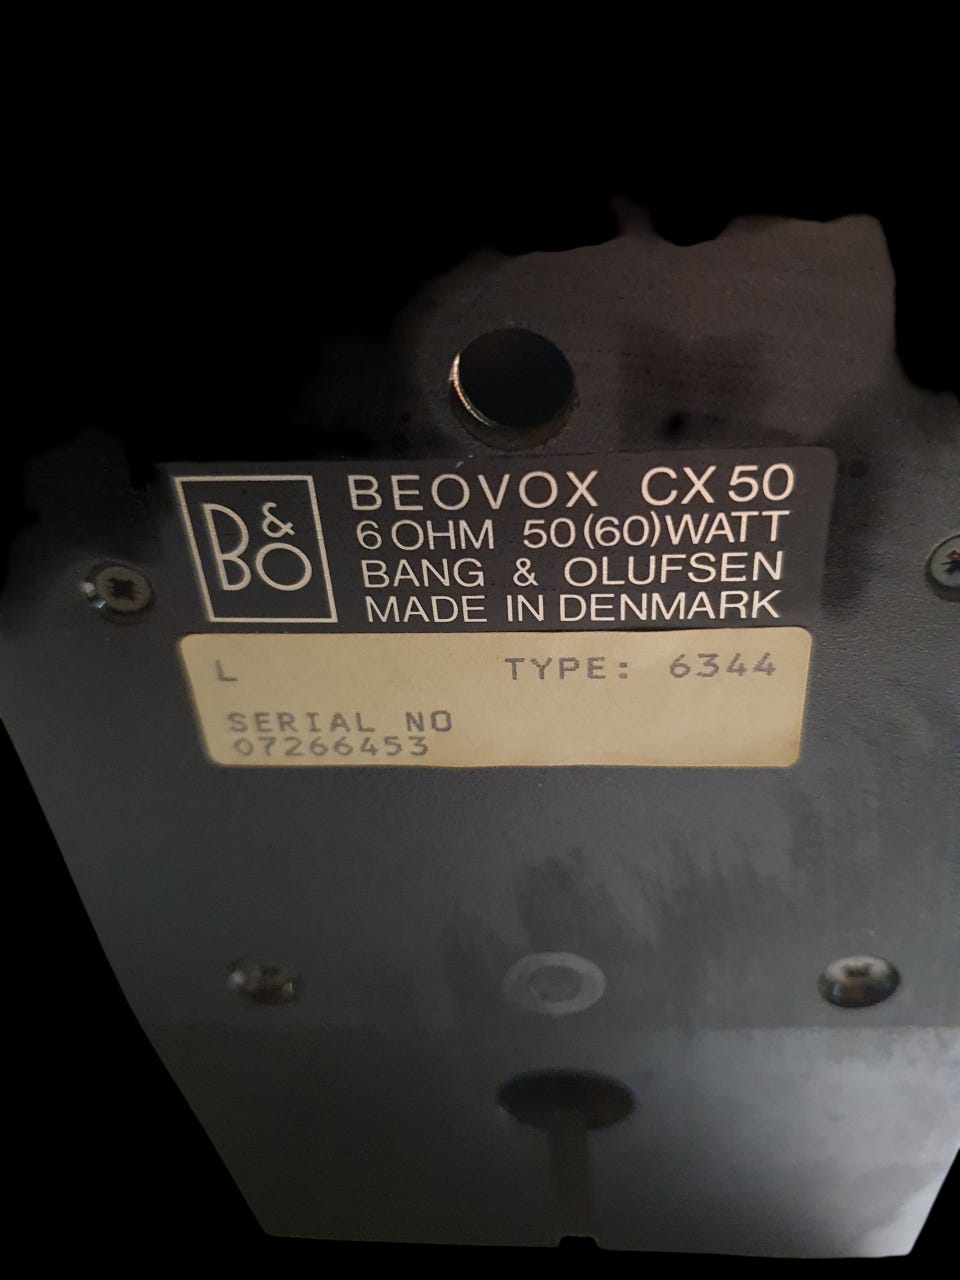 B&O
BEOVOX CX50
6 OHM 50(60)WATT
BANG & OLUFSEN
MADE IN DENMARK
L TYPE: 6344
SERIAL NO
07266453